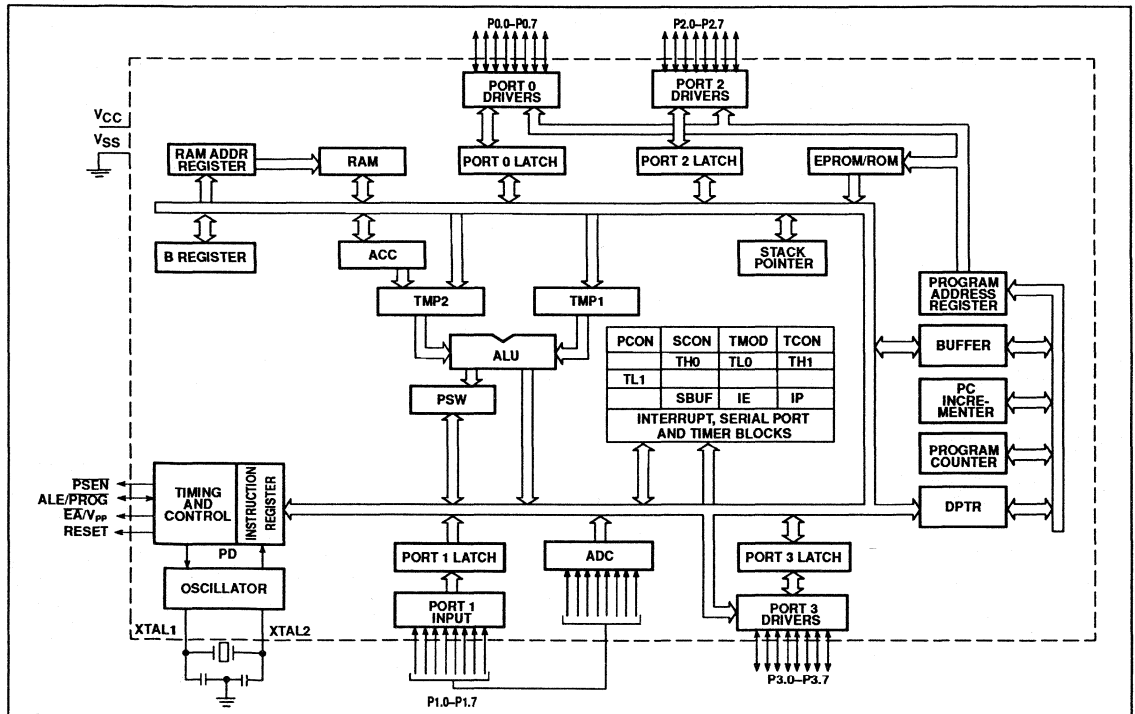 P0.0–P0.7
P2.0–P2.7
PORT 0
DRIVERS
PORT 2
DRIVERS
VCC
VSS
RAM ADDR
REGISTER
RAM
PORT 0 LATCH
PORT 2 LATCH
EPROM/ROM
B REGISTER
ACC
STACK
POINTER
TMP2
TMP1
PROGRAM
ADDRESS
REGISTER
ALU
PCON SCON TMOD TCON
TH0 TL0 TH1
TL1
SBUF IE IP
INTERRUPT, SERIAL PORT
AND TIMER BLOCKS
BUFFER
PSW
PC
INCRE-
MENTER
PROGRAM
COUNTER
PSEN
ALE/PROG
EA/VPP
RESET
TIMING
AND
CONTROL
INSTRUCTION
REGISTER
DPTR
PD
PORT 1 LATCH
ADC
PORT 3 LATCH
OSCILLATOR
PORT 1
INPUT
PORT 3
DRIVERS
XTAL1
XTAL2
P1.0–P1.7
P3.0–P3.7